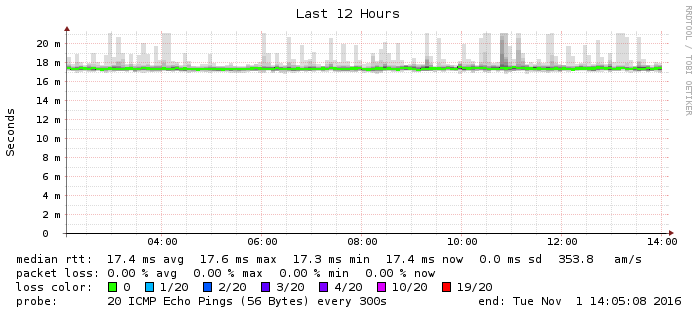 Last 12 Hours
RRDTOOL / TOBI OETIKER
Seconds
20 m
18 m
16 m
14 m
12 m
10 m
8 m
6 m
4 m
2 m
0
04:00 06:00 08:00 10:00 12:00 14:00
median rtt: 17.4 ms avg 17.6 ms max 17.3 ms min 17.4 ms now 0.0 ms sd 353.8 am/s
packet loss: 0.00 % avg 0.00 % max 0.00 % min 0.00 % now
loss color: 0 1/20 2/20 3/20 4/20 10/20 19/20
probe: 20 ICMP Echo Pings (56 Bytes) every 300s end: Tue Nov 1 14:05:08 2016